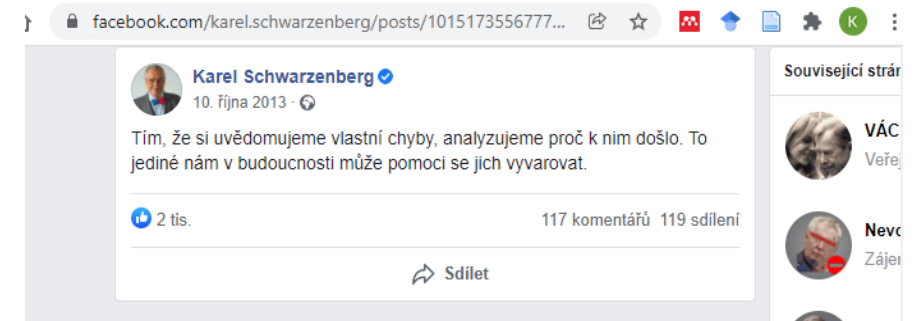 facebook.com/karel.schwarzenberg/posts/1015173556777...
K
Karel Schwarzenberg
10. října 2013 ·
Tím, že si uvědomujeme vlastní chyby, analyzujeme proč k nim došlo. To
jediné nám v budoucnosti může pomoci se jich vyvarovat.
2 tis.
117 komentářů 119 sdílení
Sdílet
Související strár
VÁC
Veřej
Nevo
Zájer